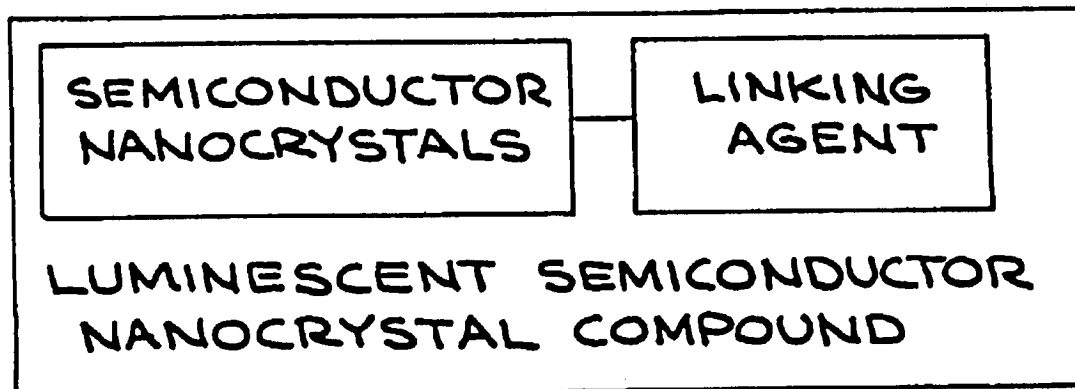 SEMICONDUCTOR
NANOCRYSTALS
LINKING
AGENT
LUMINESCENT SEMICONDUCTOR
NANOCRYSTAL COMPOUND